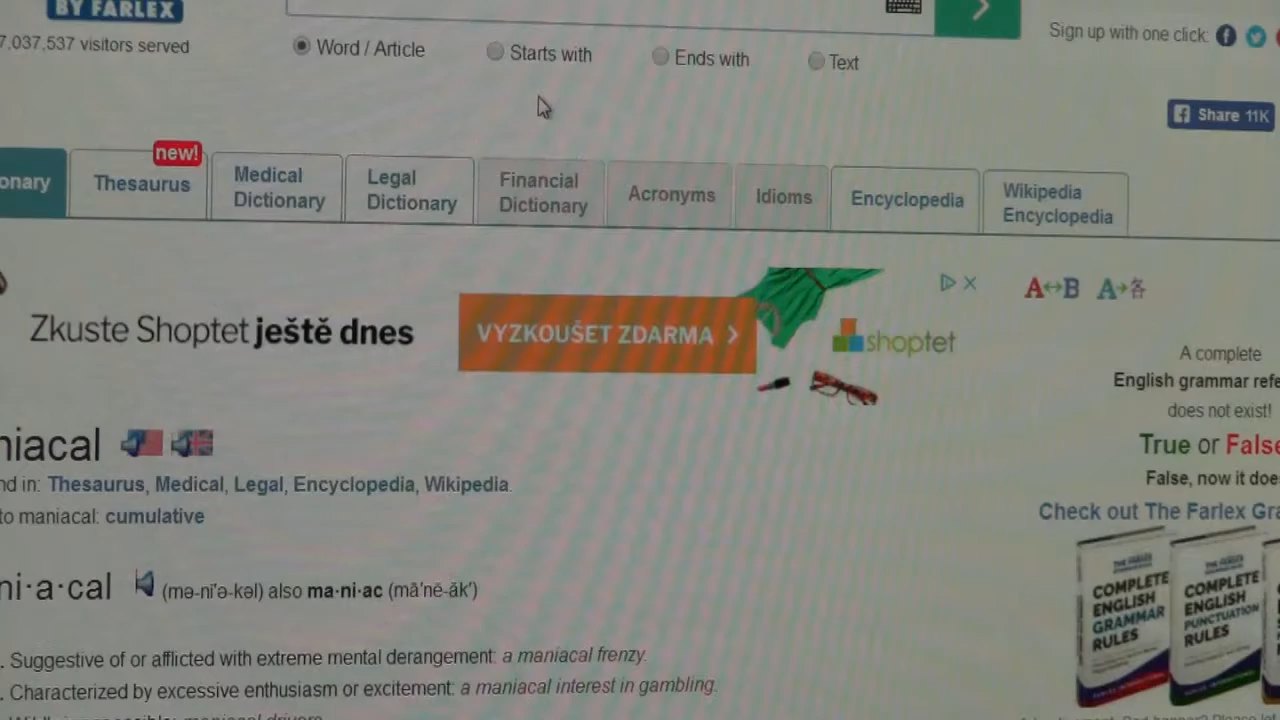 BY FARLEX
7,037,537 visitors served
Word / Article
Starts with
Ends with
Text
Sign up with one click:
Share 11K
onary
Thesaurus
new!
Medical
Dictionary
Legal
Dictionary
Financial
Dictionary
Acronyms
Idioms
Encyclopedia
Wikipedia
Encyclopedia
Zkuste Shoptet ještě dnes
VYZKOUŠET ZDARMA >
shoptet
A↔B A→各
A complete
English grammar refe
does not exist!
True or False
False, now it doe
Check out The Farlex Gra
niacal
nd in: Thesaurus, Medical, Legal, Encyclopedia, Wikipedia.
to maniacal: cumulative
ni·a·cal (mə-nī′ə-kəl) also ma·ni·ac (mā′nē-ăk′)
. Suggestive of or afflicted with extreme mental derangement: a maniacal frenzy.
. Characterized by excessive enthusiasm or excitement: a maniacal interest in gambling.
COMPLETE
ENGLISH
GRAMMAR
RULES
COMPLETE
ENGLISH
PUNCTUATION
RULES